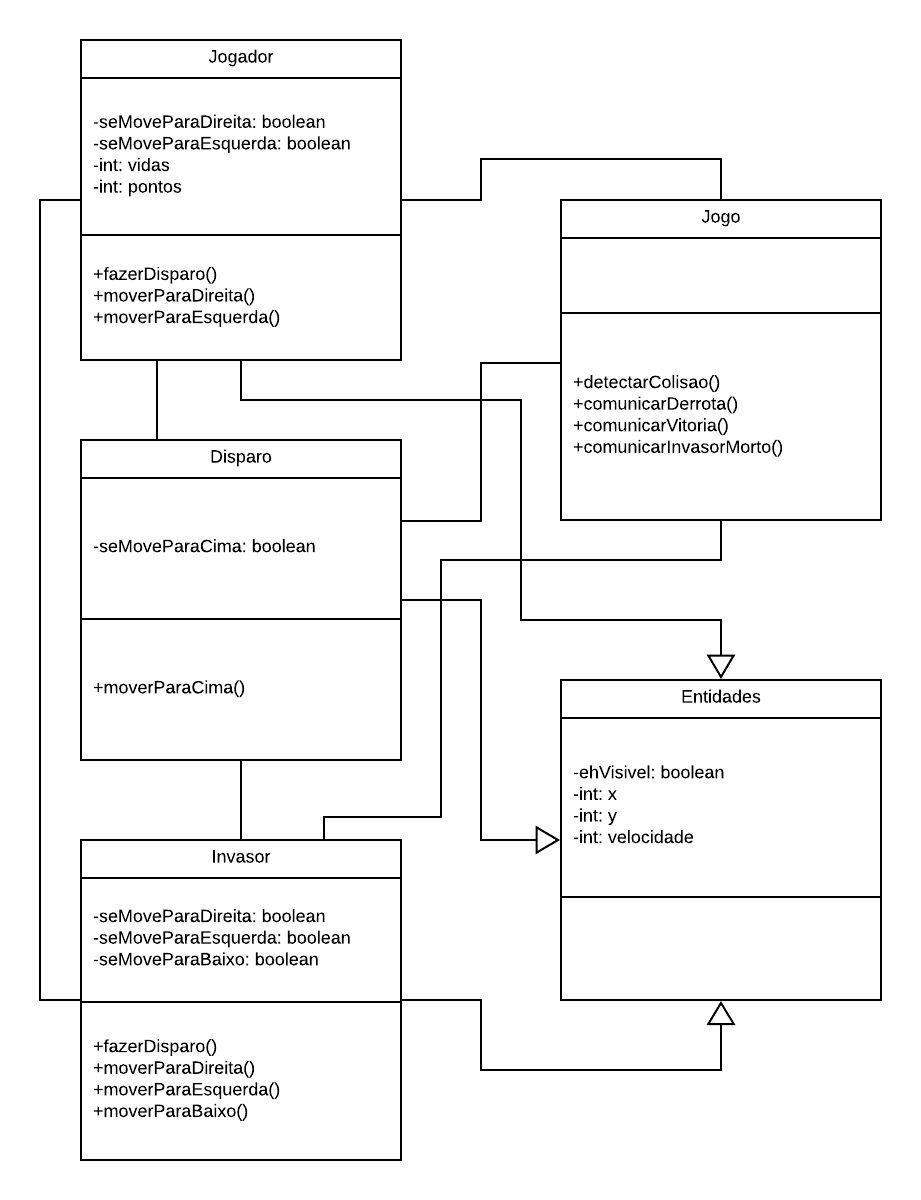 Jogador
-seMoveParaDireita: boolean
-seMoveParaEsquerda: boolean
-int: vidas
-int: pontos
+fazerDisparo()
+moverParaDireita()
+moverParaEsquerda()
Jogo
+detectarColisao()
+comunicarDerrota()
+comunicarVitoria()
+comunicarInvasorMorto()
Disparo
-seMoveParaCima: boolean
+moverParaCima()
Entidades
-ehVisivel: boolean
-int: x
-int: y
-int: velocidade
Invasor
-seMoveParaDireita: boolean
-seMoveParaEsquerda: boolean
-seMoveParaBaixo: boolean
+fazerDisparo()
+moverParaDireita()
+moverParaEsquerda()
+moverParaBaixo()